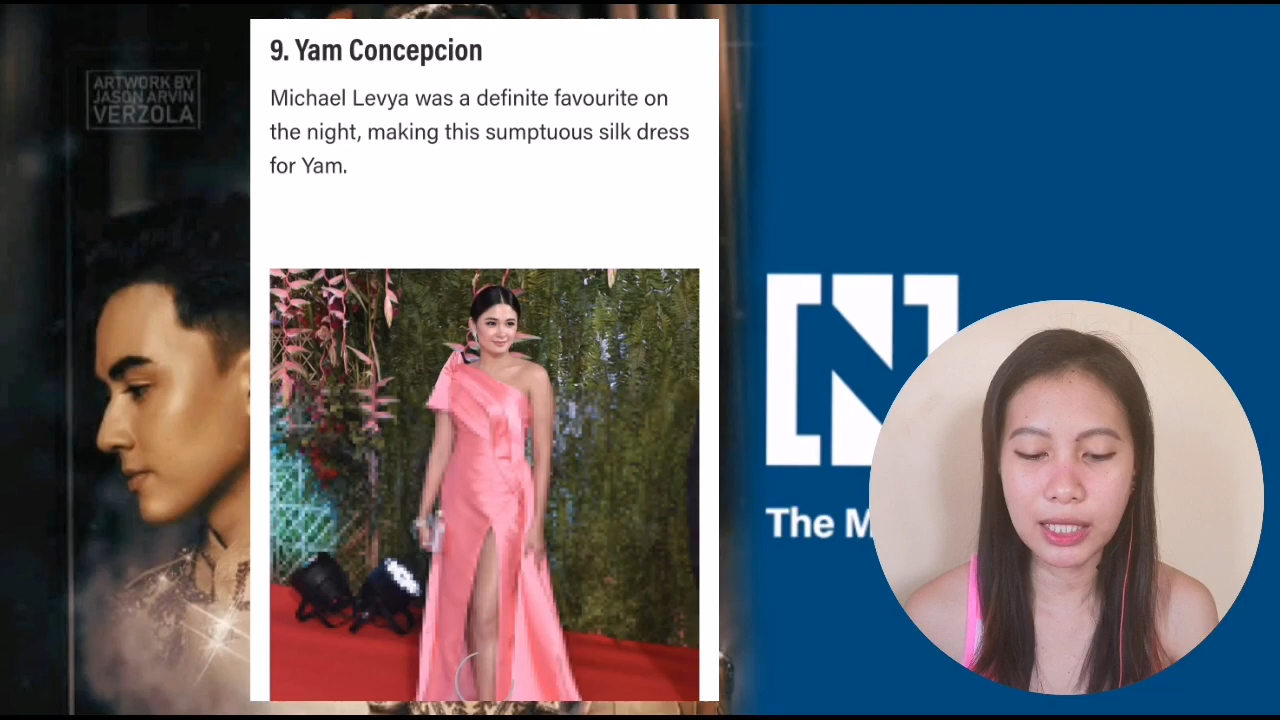 ARTWORK BY
JASON ARVIN
VERZOLA
9. Yam Concepcion
Michael Levya was a definite favourite on
the night, making this sumptuous silk dress
for Yam.
N
The M